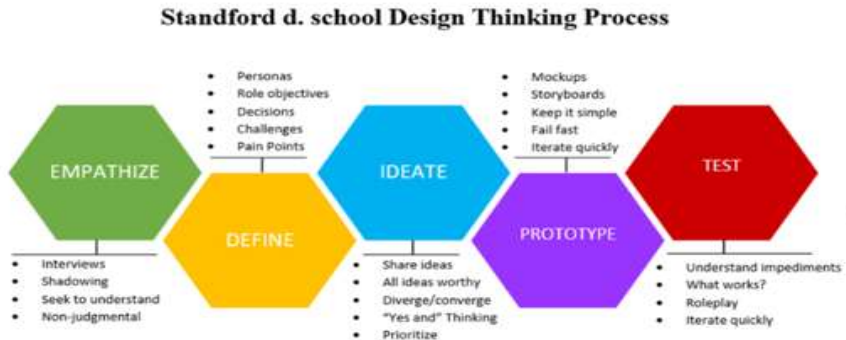 Standford d. school Design Thinking Process
EMPATHIZE
• Interviews
• Shadowing
• Seek to understand
• Non-judgmental
• Personas
• Role objectives
• Decisions
• Challenges
• Pain Points
DEFINE
IDEATE
• Share ideas
• All ideas worthy
• Diverge/converge
• "Yes and" Thinking
• Prioritize
• Mockups
• Storyboards
• Keep it simple
• Fail fast
• Iterate quickly
PROTOTYPE
TEST
• Understand impediments
• What works?
• Roleplay
• Iterate quickly